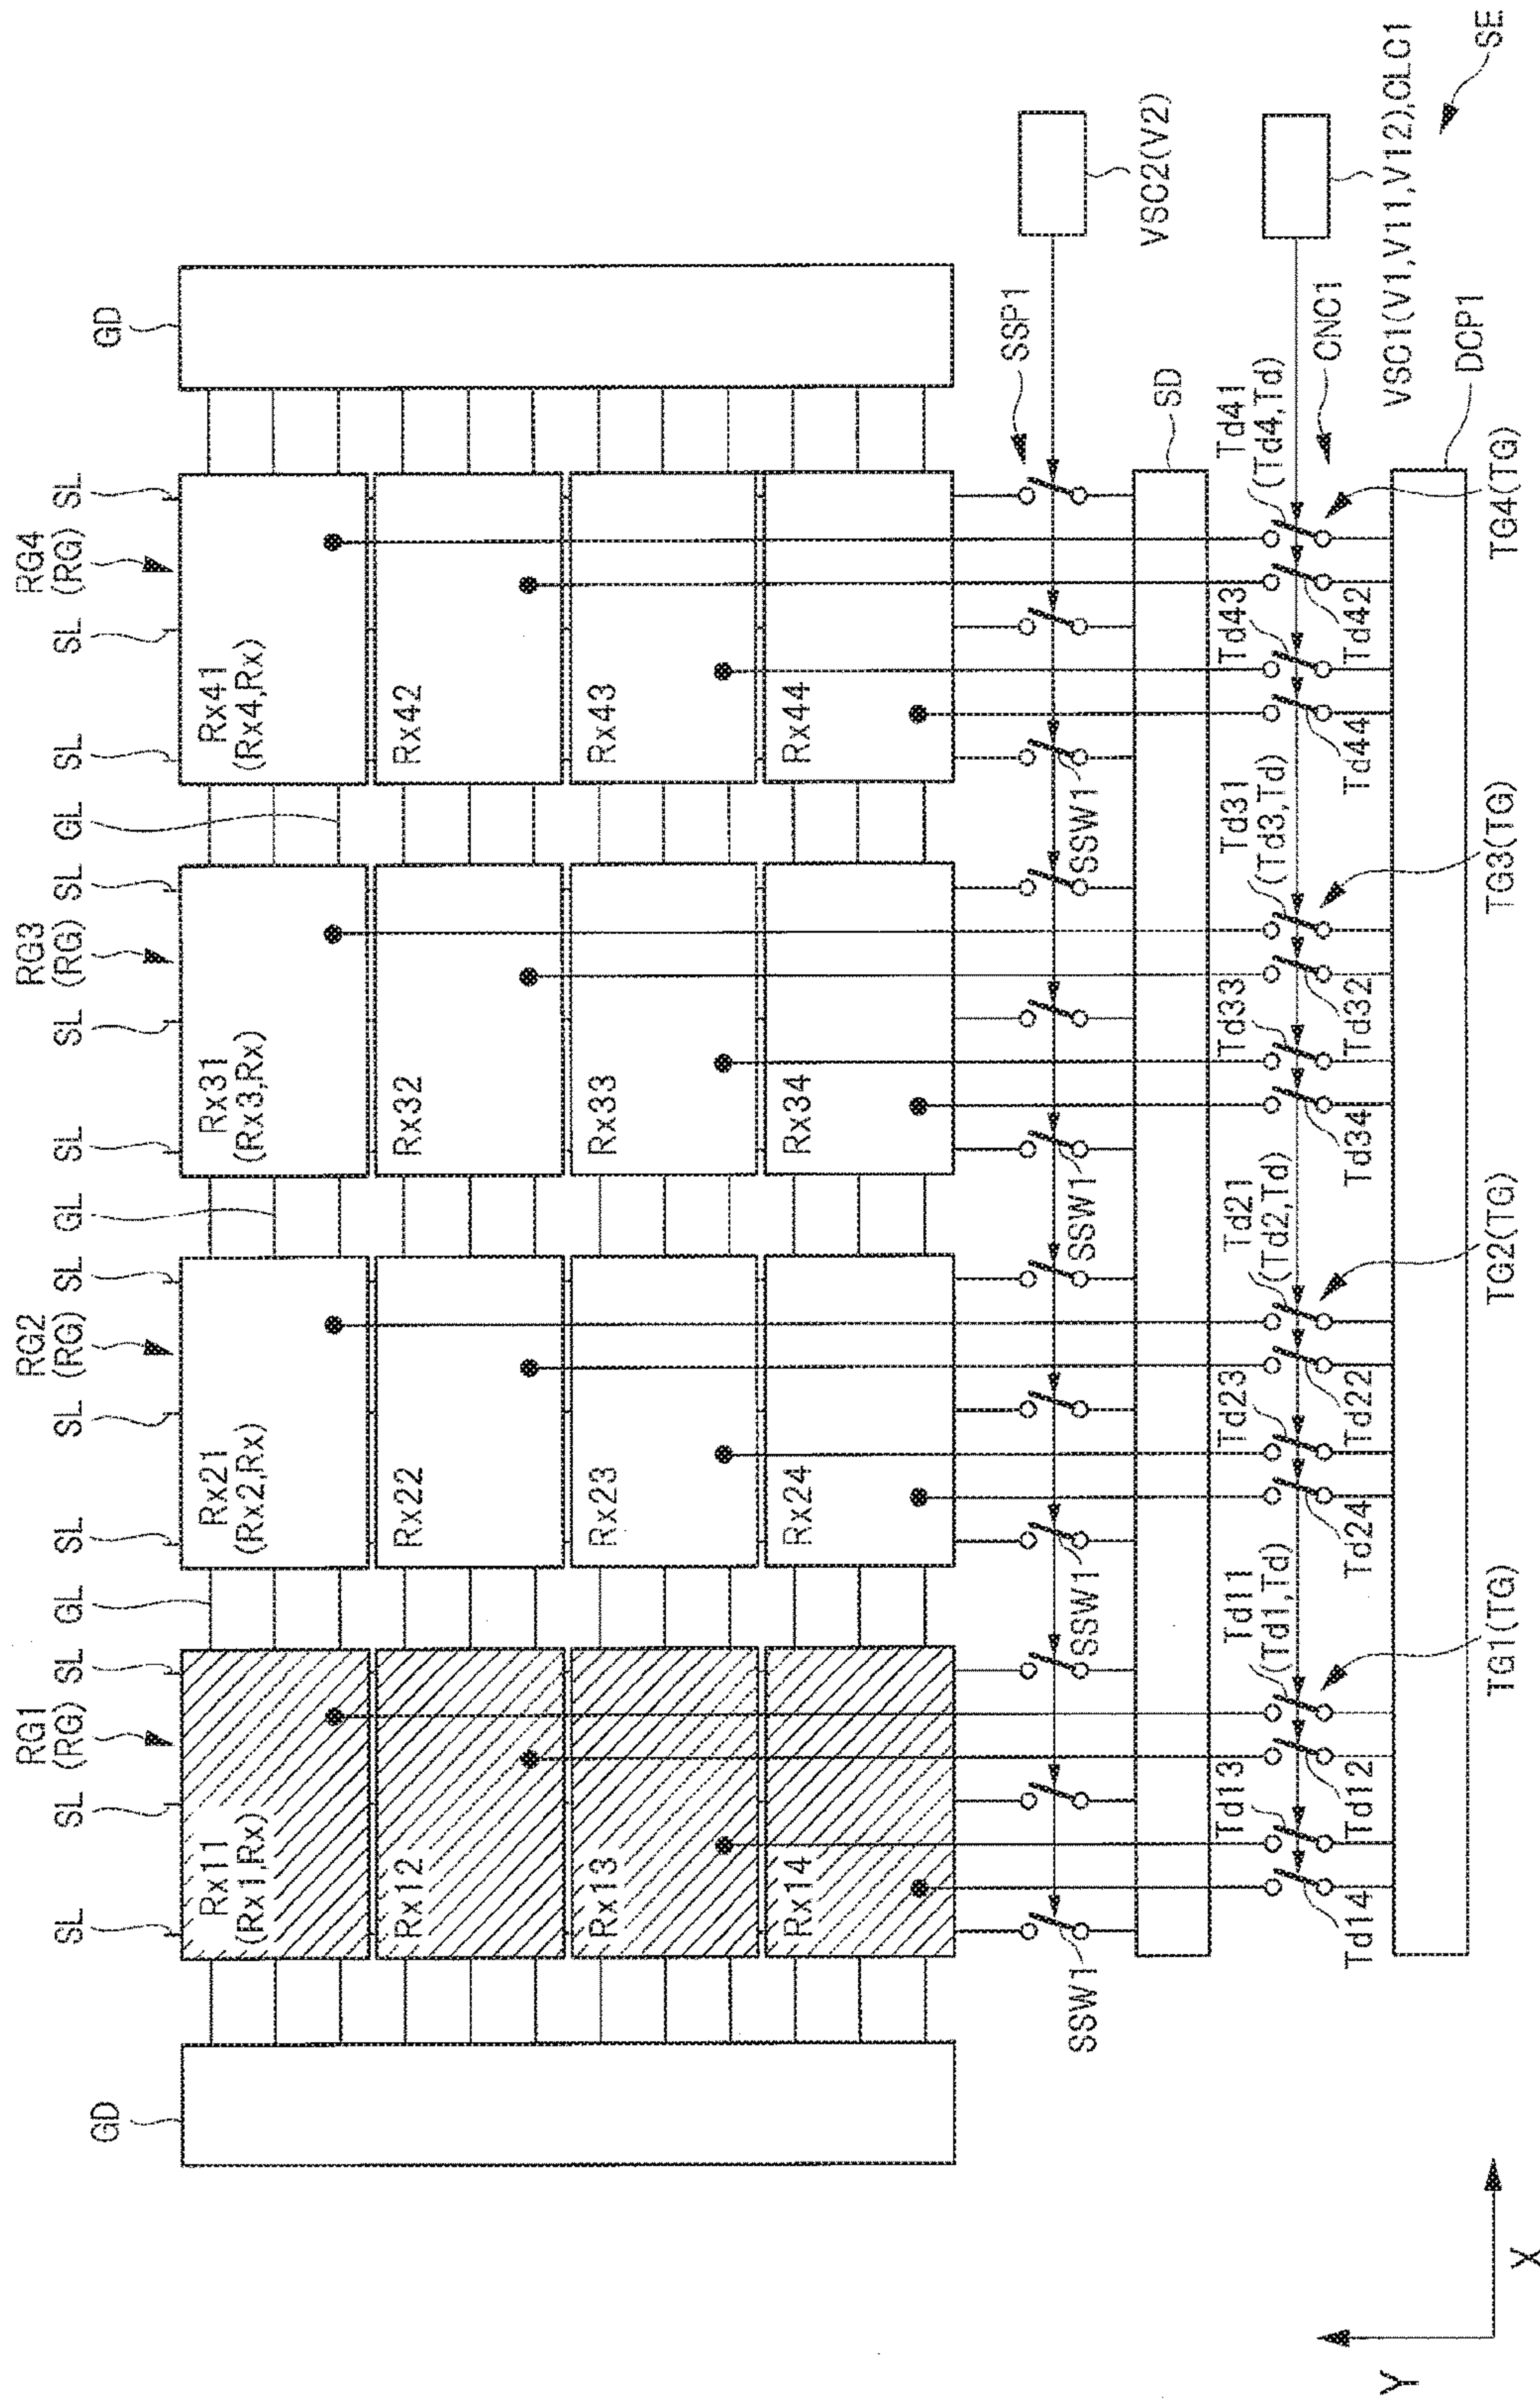 RG1
(RG)
RG2
(RG)
RG3
(RG)
RG4
(RG)
SL
SL
SL
GL
SL
SL
SL
GL
SL
SL
SL
GL
SL
SL
SL
GD
GD
Rx11
(Rx1,Rx)
Rx21
(Rx2,Rx)
Rx31
(Rx3,Rx)
Rx41
(Rx4,Rx)
Rx12
Rx22
Rx32
Rx42
Rx13
Rx23
Rx33
Rx43
Rx14
Rx24
Rx34
Rx44
SSP1
SSW1
SSW1
SSW1
SSW1
VSC2(V2)
SD
Td13
Td11
(Td1,Td)
Td23
Td21
(Td2,Td)
Td33
Td31
(Td3,Td)
Td43
Td41
(Td4,Td)
CNC1
Td14
Td12
Td24
Td22
Td34
Td32
Td44
Td42
VSC1(V1,V11,V12),CLC1
DCP1
TG1(TG)
TG2(TG)
TG3(TG)
TG4(TG)
SE
Y
X